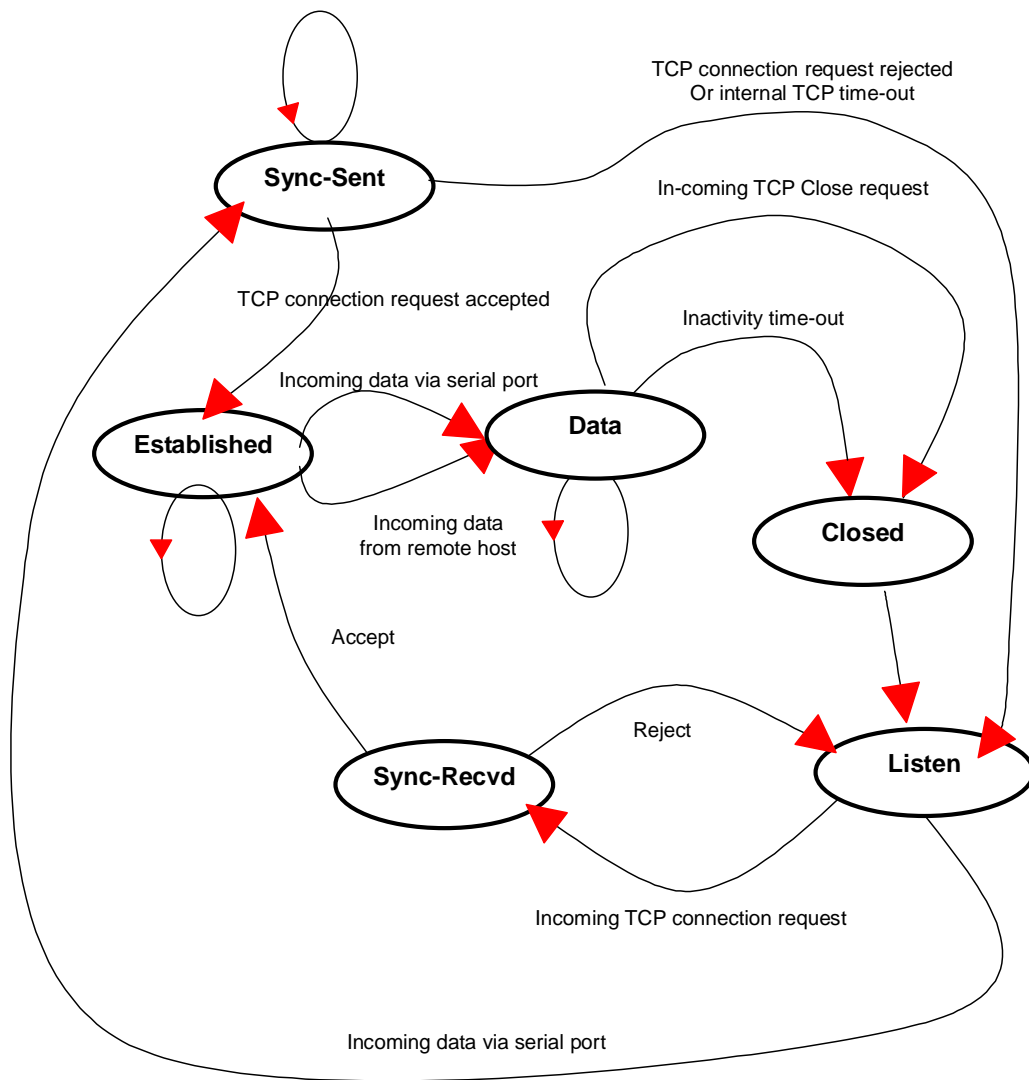 TCP connection request rejected
Or internal TCP time-out
Sync-Sent
In-coming TCP Close request
TCP connection request accepted
Inactivity time-out
Incoming data via serial port
Data
Established
Incoming data
from remote host
Closed
Accept
Reject
Sync-Recvd
Listen
Incoming TCP connection request
Incoming data via serial port